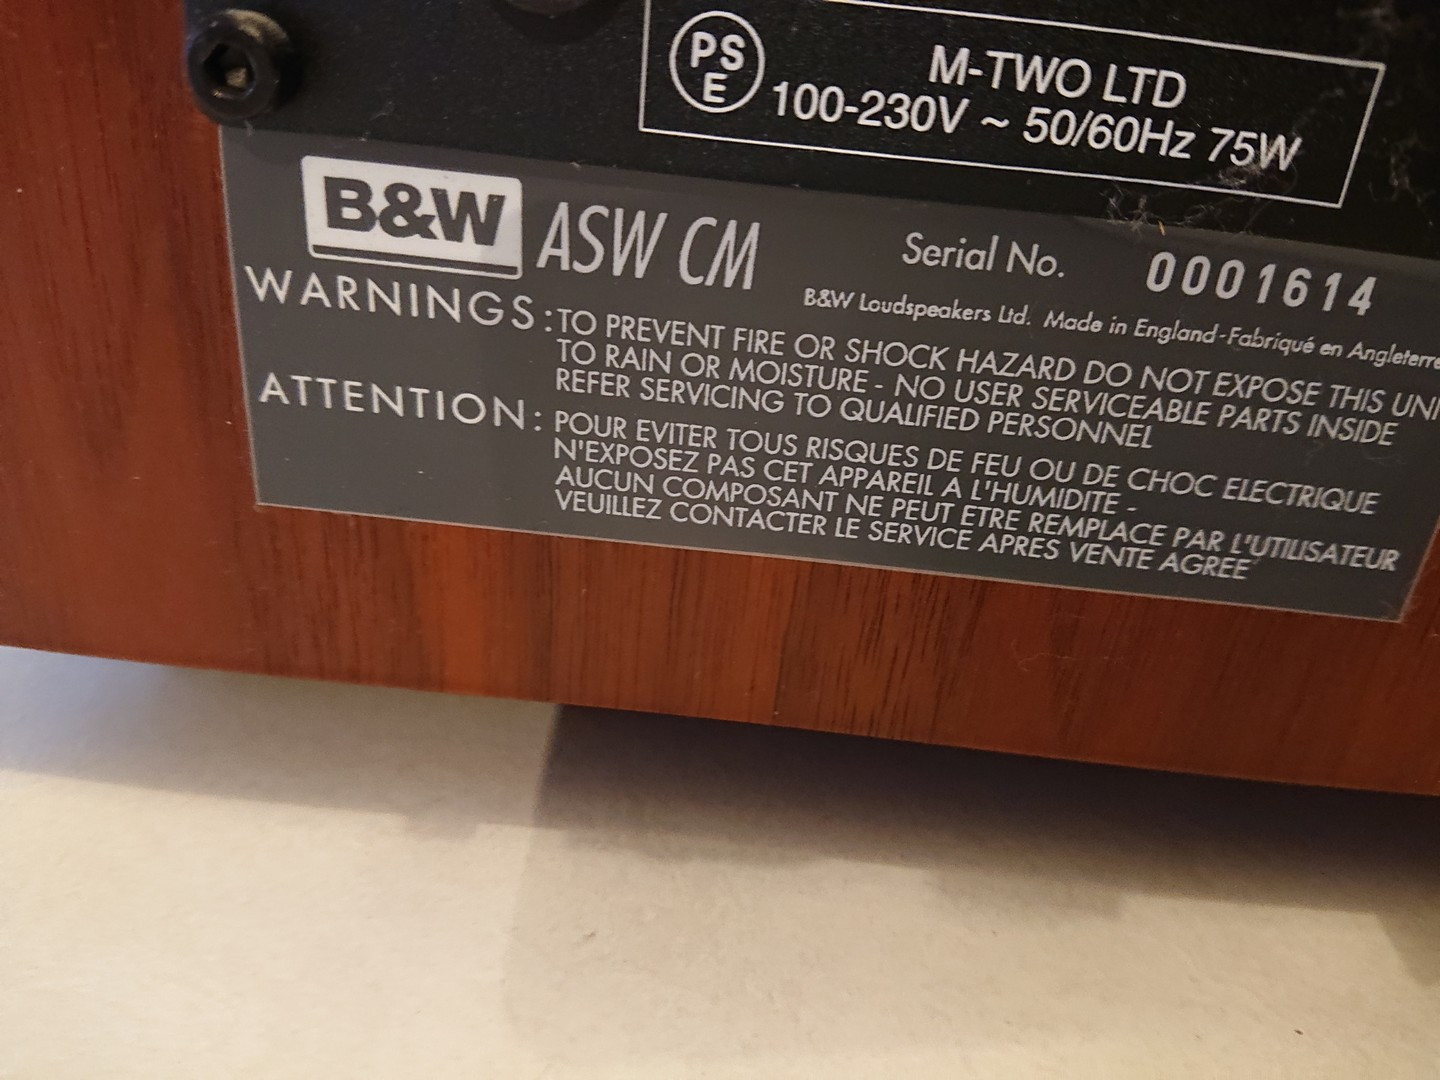 PS
E
M-TWO LTD
100-230V ~ 50/60Hz 75W
B&W ASW CM
Serial No. 0001614
B&W Loudspeakers Ltd. Made in England-Fabriqué en Angleterre
WARNINGS: TO PREVENT FIRE OR SHOCK HAZARD DO NOT EXPOSE THIS UNI
TO RAIN OR MOISTURE - NO USER SERVICEABLE PARTS INSIDE
REFER SERVICING TO QUALIFIED PERSONNEL
ATTENTION: POUR EVITER TOUS RISQUES DE FEU OU DE CHOC ELECTRIQUE
N'EXPOSEZ PAS CET APPAREIL A L'HUMIDITE -
AUCUN COMPOSANT NE PEUT ETRE REMPLACE PAR L'UTILISATEUR
VEUILLEZ CONTACTER LE SERVICE APRES VENTE AGREE